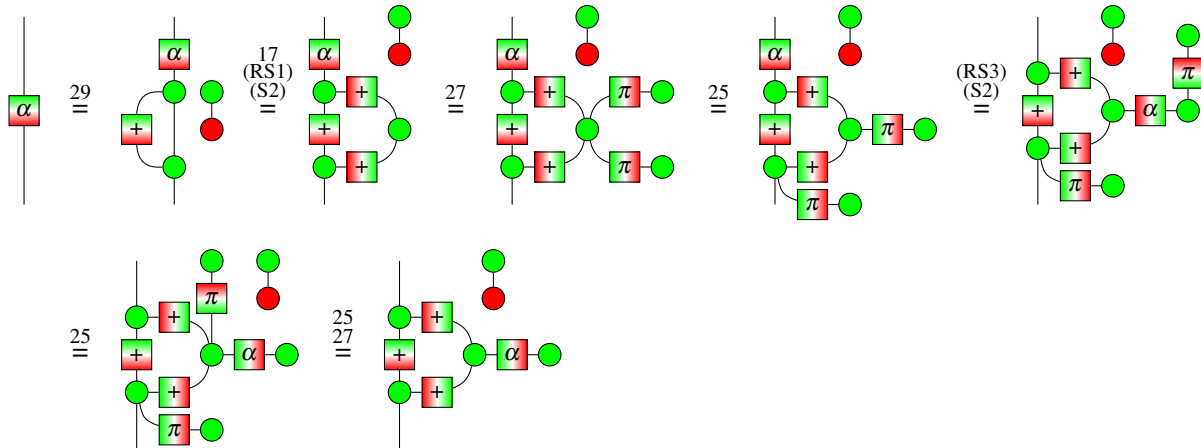 α 29 = α + 17 (RS1) (S2) = α + + + 27 = α + + + π π 25 = α + + + π π (RS3) (S2) = + + + α π π
25 = + + + π α π 25 27 = + + + α